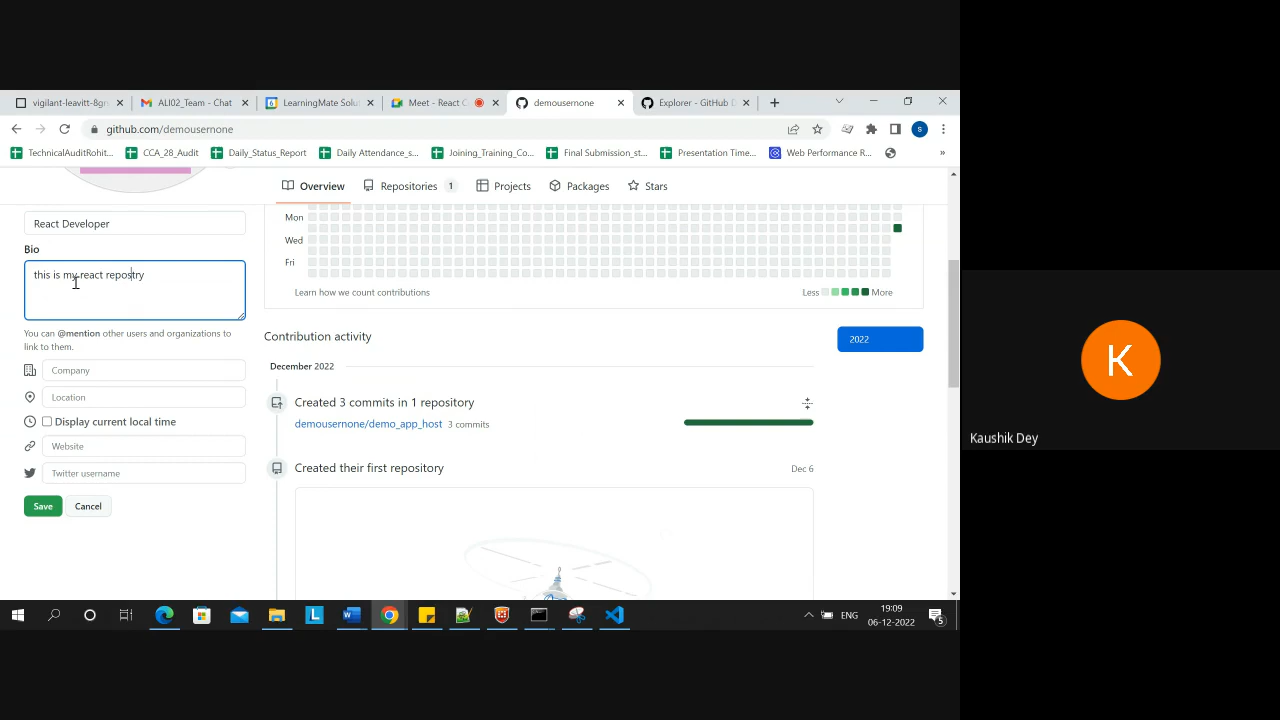 vigilant-leavitt-8gn
ALI02_Team - Chat
LearningMate Solut
Meet - React C
demousernone
Explorer - GitHub D
github.com/demousernone
S
TechnicalAuditRohit...
CCA_28_Audit
Daily_Status_Report
Daily Attendance_s...
Joining_Training_Co...
Final Submission_st...
Presentation Time...
Web Performance R...
»
Overview
Repositories 1
Projects
Packages
Stars
React Developer
Bio
this is my react repostry
You can @mention other users and organizations to
link to them.
Company
Location
Display current local time
Website
Twitter username
Save
Cancel
Mon
Wed
Fri
Learn how we count contributions
Less
More
Contribution activity
2022
December 2022
Created 3 commits in 1 repository
demousernone/demo_app_host 3 commits
Created their first repository
Dec 6
K
Kaushik Dey
L
ENG
19:09
06-12-2022
5